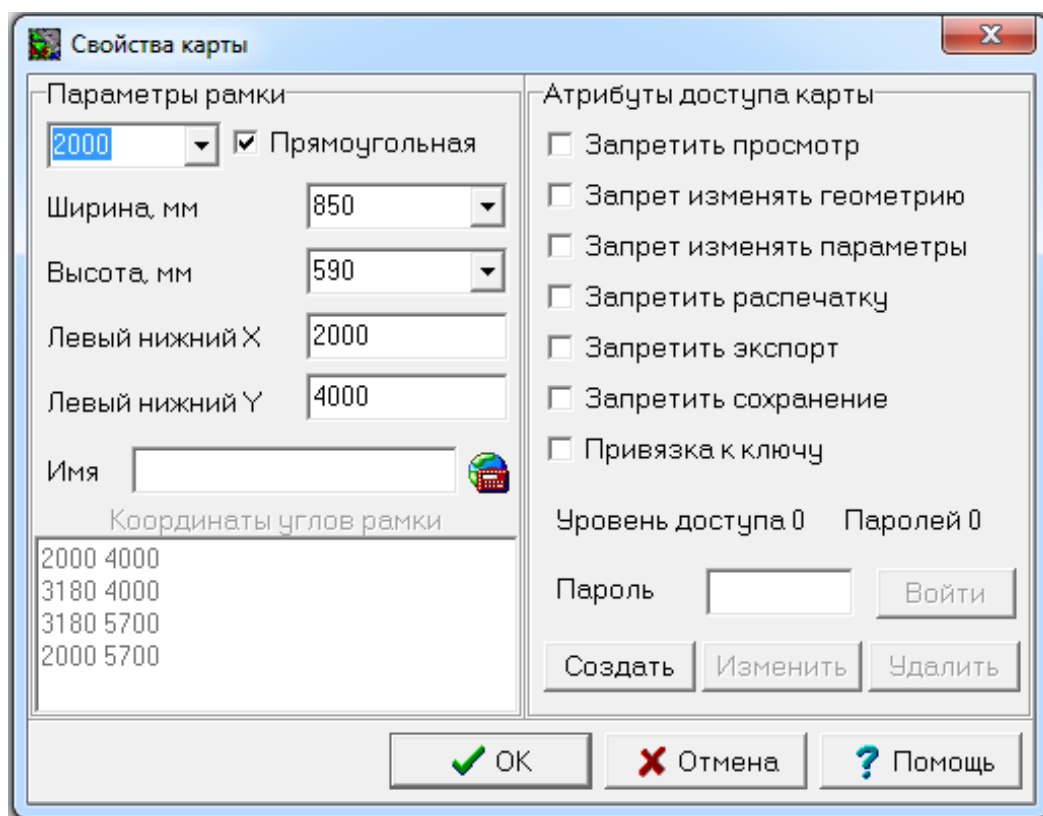 Свойства карты
Параметры рамки
2000 Прямоугольная
Ширина, мм 850
Высота, мм 590
Левый нижний X 2000
Левый нижний Y 4000
Имя
Координаты углов рамки
2000 4000
3180 4000
3180 5700
2000 5700
Атрибуты доступа карты
Запретить просмотр
Запрет изменять геометрию
Запрет изменять параметры
Запретить распечатку
Запретить экспорт
Запретить сохранение
Привязка к ключу
Уровень доступа 0 Паролей 0
Пароль Войти
Создать Изменить Удалить
OK Отмена Помощь